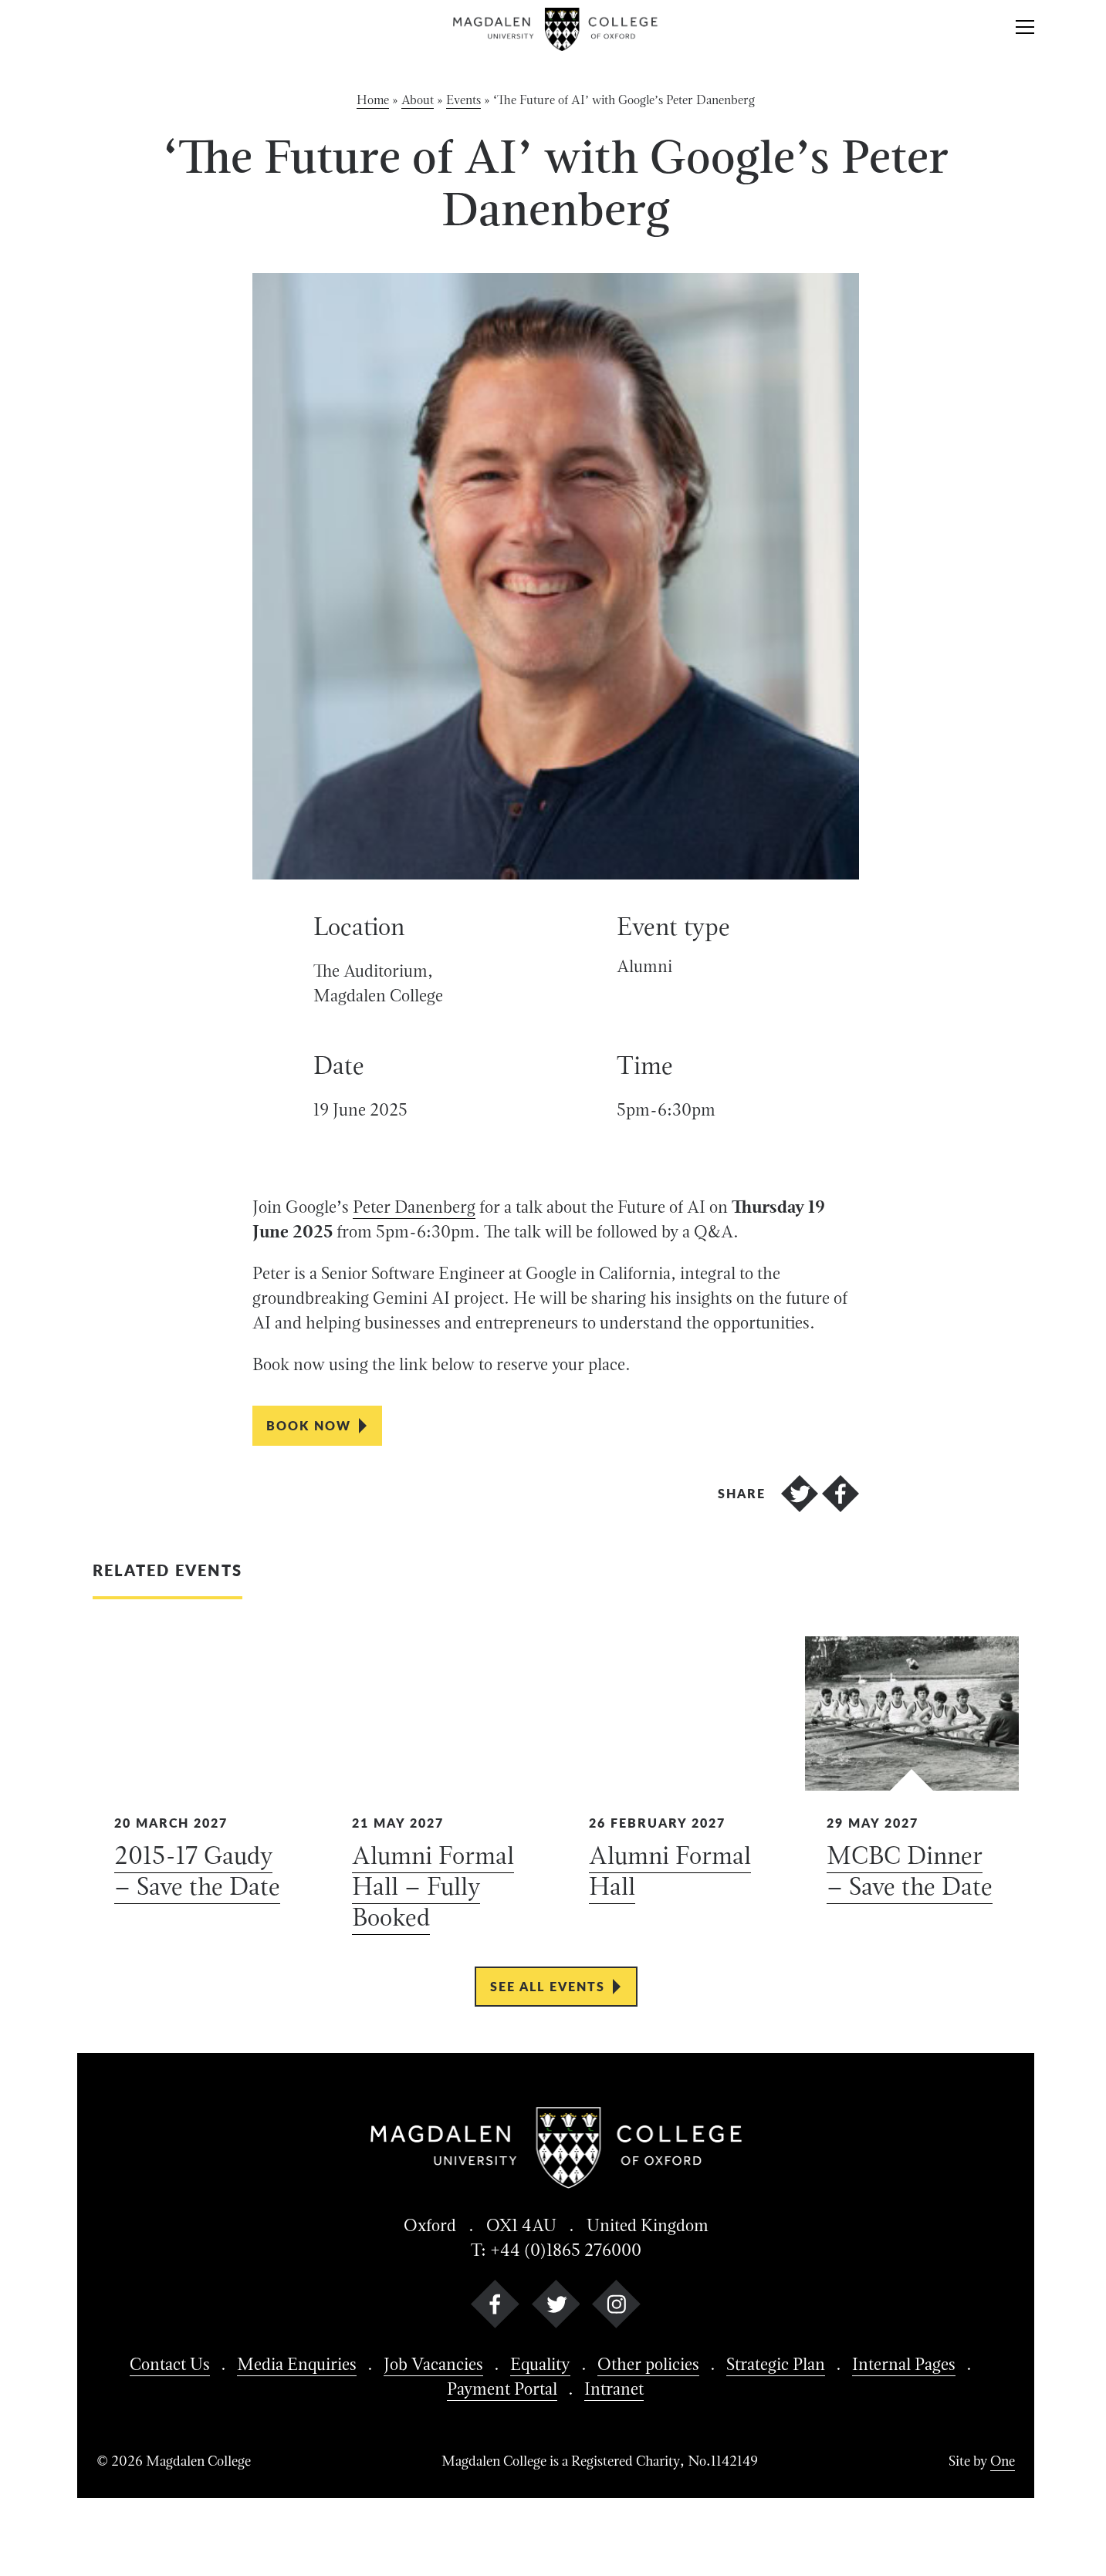 MAGDALEN COLLEGE
UNIVERSITY OF OXFORD
Home » About » Events » ‘The Future of AI’ with Google’s Peter Danenberg
‘The Future of AI’ with Google’s Peter
Danenberg
Location
The Auditorium,
Magdalen College
Event type
Alumni
Date
19 June 2025
Time
5pm-6:30pm
Join Google’s Peter Danenberg for a talk about the Future of AI on Thursday 19
June 2025 from 5pm-6:30pm. The talk will be followed by a Q&A.
Peter is a Senior Software Engineer at Google in California, integral to the
groundbreaking Gemini AI project. He will be sharing his insights on the future of
AI and helping businesses and entrepreneurs to understand the opportunities.
Book now using the link below to reserve your place.
BOOK NOW
SHARE
RELATED EVENTS
20 MARCH 2027
2015-17 Gaudy
– Save the Date
21 MAY 2027
Alumni Formal
Hall – Fully
Booked
26 FEBRUARY 2027
Alumni Formal
Hall
29 MAY 2027
MCBC Dinner
– Save the Date
SEE ALL EVENTS
MAGDALEN COLLEGE
UNIVERSITY OF OXFORD
Oxford . OX1 4AU . United Kingdom
T: +44 (0)1865 276000
Contact Us . Media Enquiries . Job Vacancies . Equality . Other policies . Strategic Plan . Internal Pages .
Payment Portal . Intranet
© 2026 Magdalen College
Magdalen College is a Registered Charity, No.1142149
Site by One